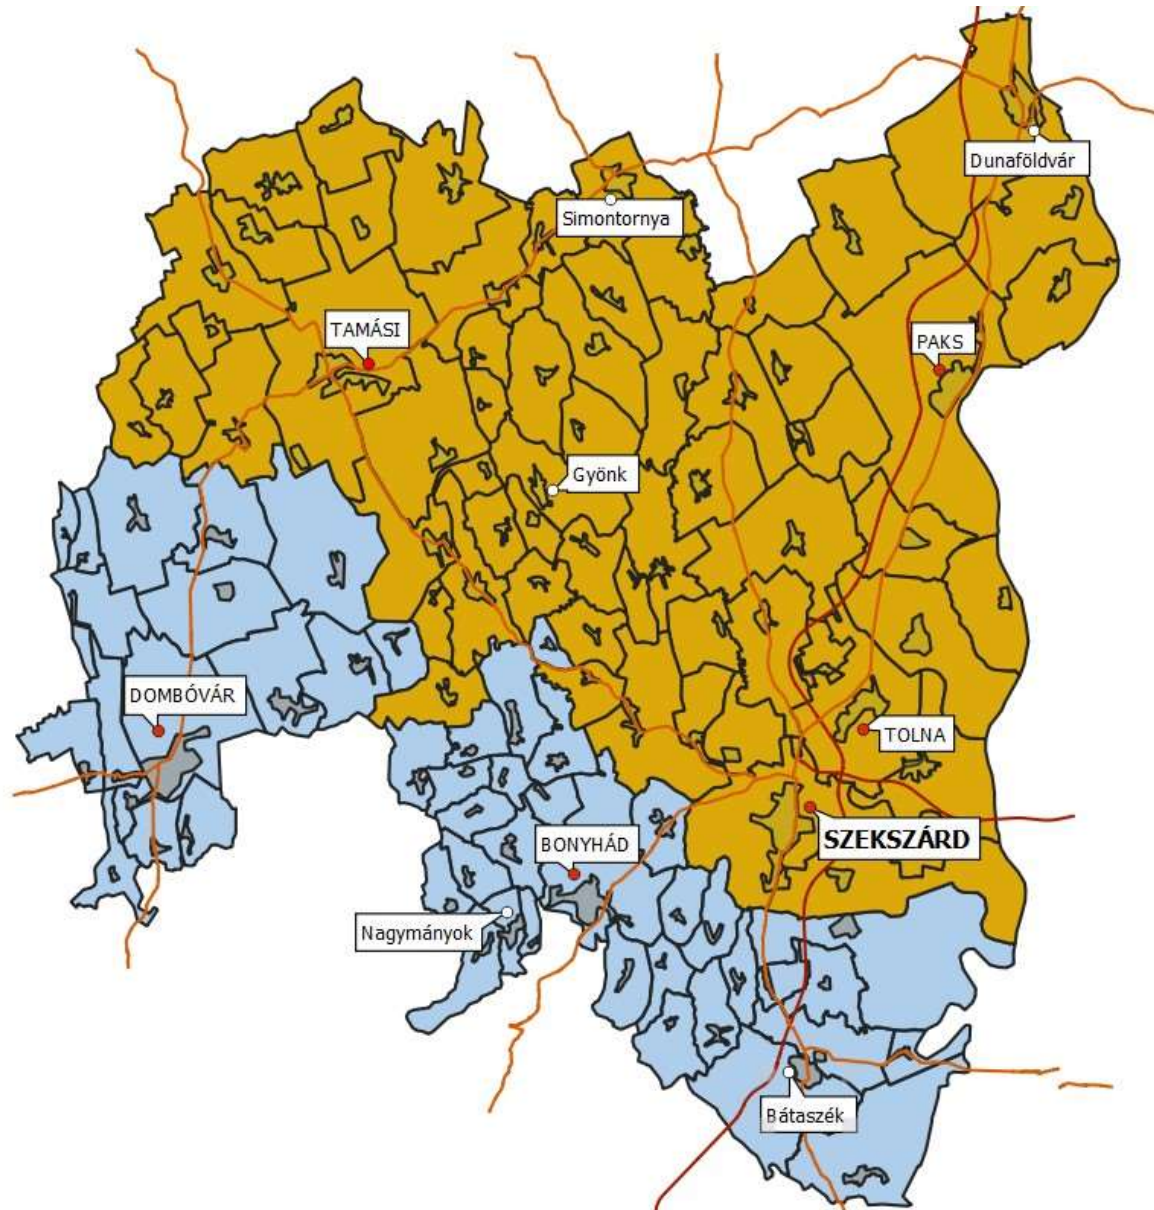 Dunaföldvár
Simontornya
TAMÁSI
PAKS
Gyönk
DOMBÓVÁR
TOLNA
SZEKSZÁRD
BONYHÁD
Nagymányok
Bátaszék